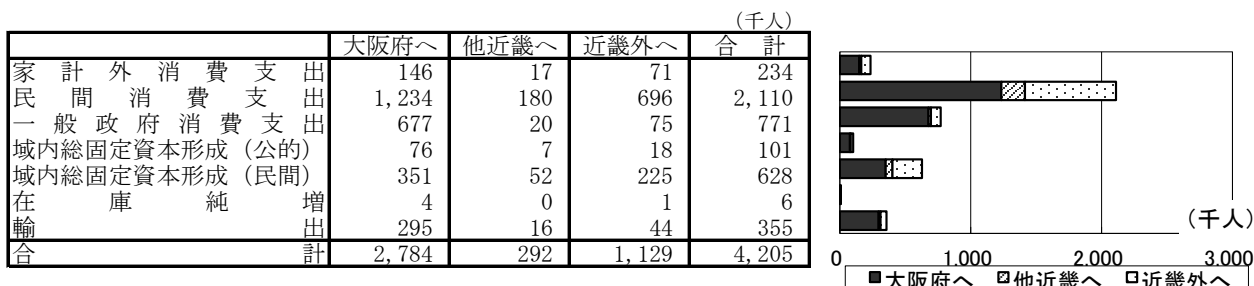 (千人)
大阪府へ 他近畿へ 近畿外へ 合計
家計外消費支出 146 17 71 234
民間消費支出 1,234 180 696 2,110
一般政府消費支出 677 20 75 771
域内総固定資本形成(公的) 76 7 18 101
域内総固定資本形成(民間) 351 52 225 628
在庫純増 4 0 1 6
輸出 295 16 44 355
合計 2,784 292 1,129 4,205
(千人)
0 1,000 2,000 3,000
大阪府へ 他近畿へ 近畿外へ